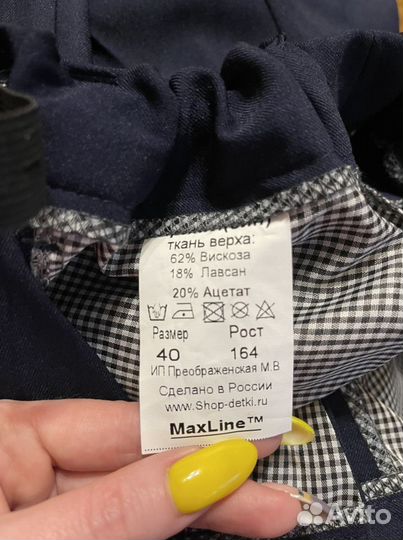 ткань верха:
62% Вискоза
18% Лавсан
20% Ацетат
Размер Рост
40 164
ИП Преображенская М.В
Сделано в России
www.Shop-detki.ru
MaxLine™
Avito